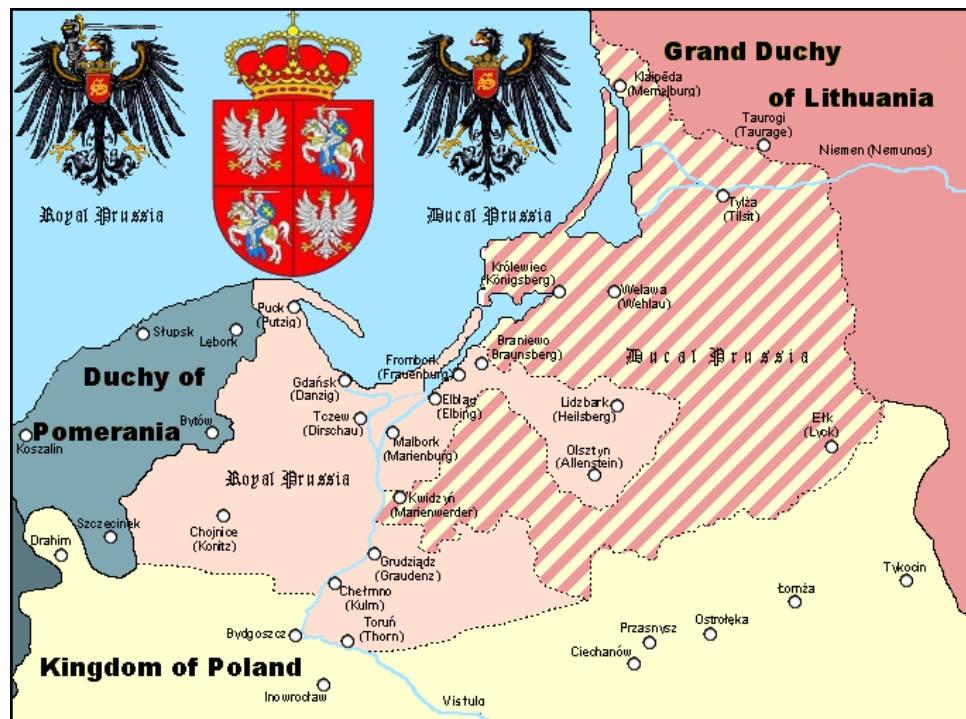 Royal Prussia
Ducal Prussia
Grand Duchy
of Lithuania
Klaipēda
(Memelburg)
Taurogi
(Taurage)
Niemen (Nemunas)
Tylża
(Tilsit)
Królewiec
(Königsberg)
Welawa
(Wehlau)
Puck
(Putzig)
Słupsk
Lębork
Braniewo
Braunsberg)
Ducal Prussia
Frombork
(Frauenburg)
Duchy of
Pomerania
Gdańsk
(Danzig)
Elbląg
(Elbing)
Lidzbark
(Heilsberg)
Tczew
(Dirschau)
Bytów
Koszalin
Malbork
(Marienburg)
Ełk
(Lyck)
Olsztyn
(Allenstein)
Royal Prussia
Kwidzyń
(Marienwerder)
Szczecinek
Chojnice
(Konitz)
Drahim
Grudziądz
(Graudenz)
Chełmno
(Kulm)
Tykocin
Łomża
Toruń
(Thorn)
Bydgoszcz
Ostrołęka
Przasnysz
Ciechanów
Kingdom of Poland
Inowrocław
Vistula